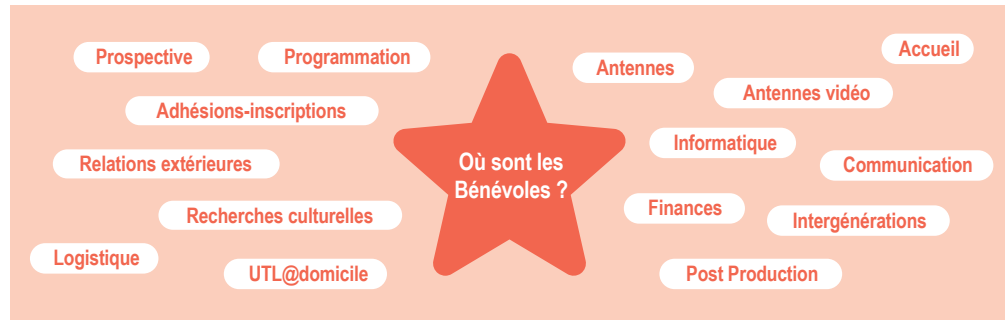 Prospective
Programmation
Adhésions-inscriptions
Relations extérieures
Recherches culturelles
Logistique
UTL@domicile
Où sont les
Bénévoles ?
Accueil
Antennes
Antennes vidéo
Informatique
Communication
Finances
Intergénérations
Post Production